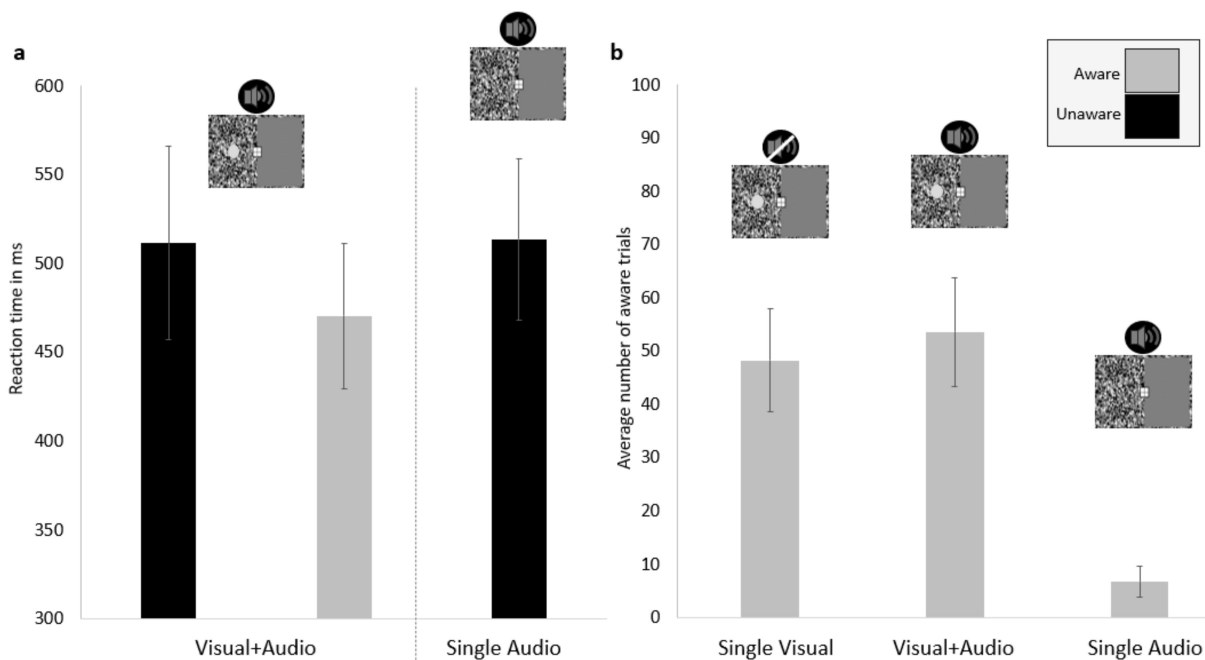 a
Reaction time in ms
600
550
500
450
400
350
300
Visual+Audio
Single Audio
b
Aware
Unaware
Average number of aware trials
100
90
80
70
60
50
40
30
20
10
0
Single Visual
Visual+Audio
Single Audio